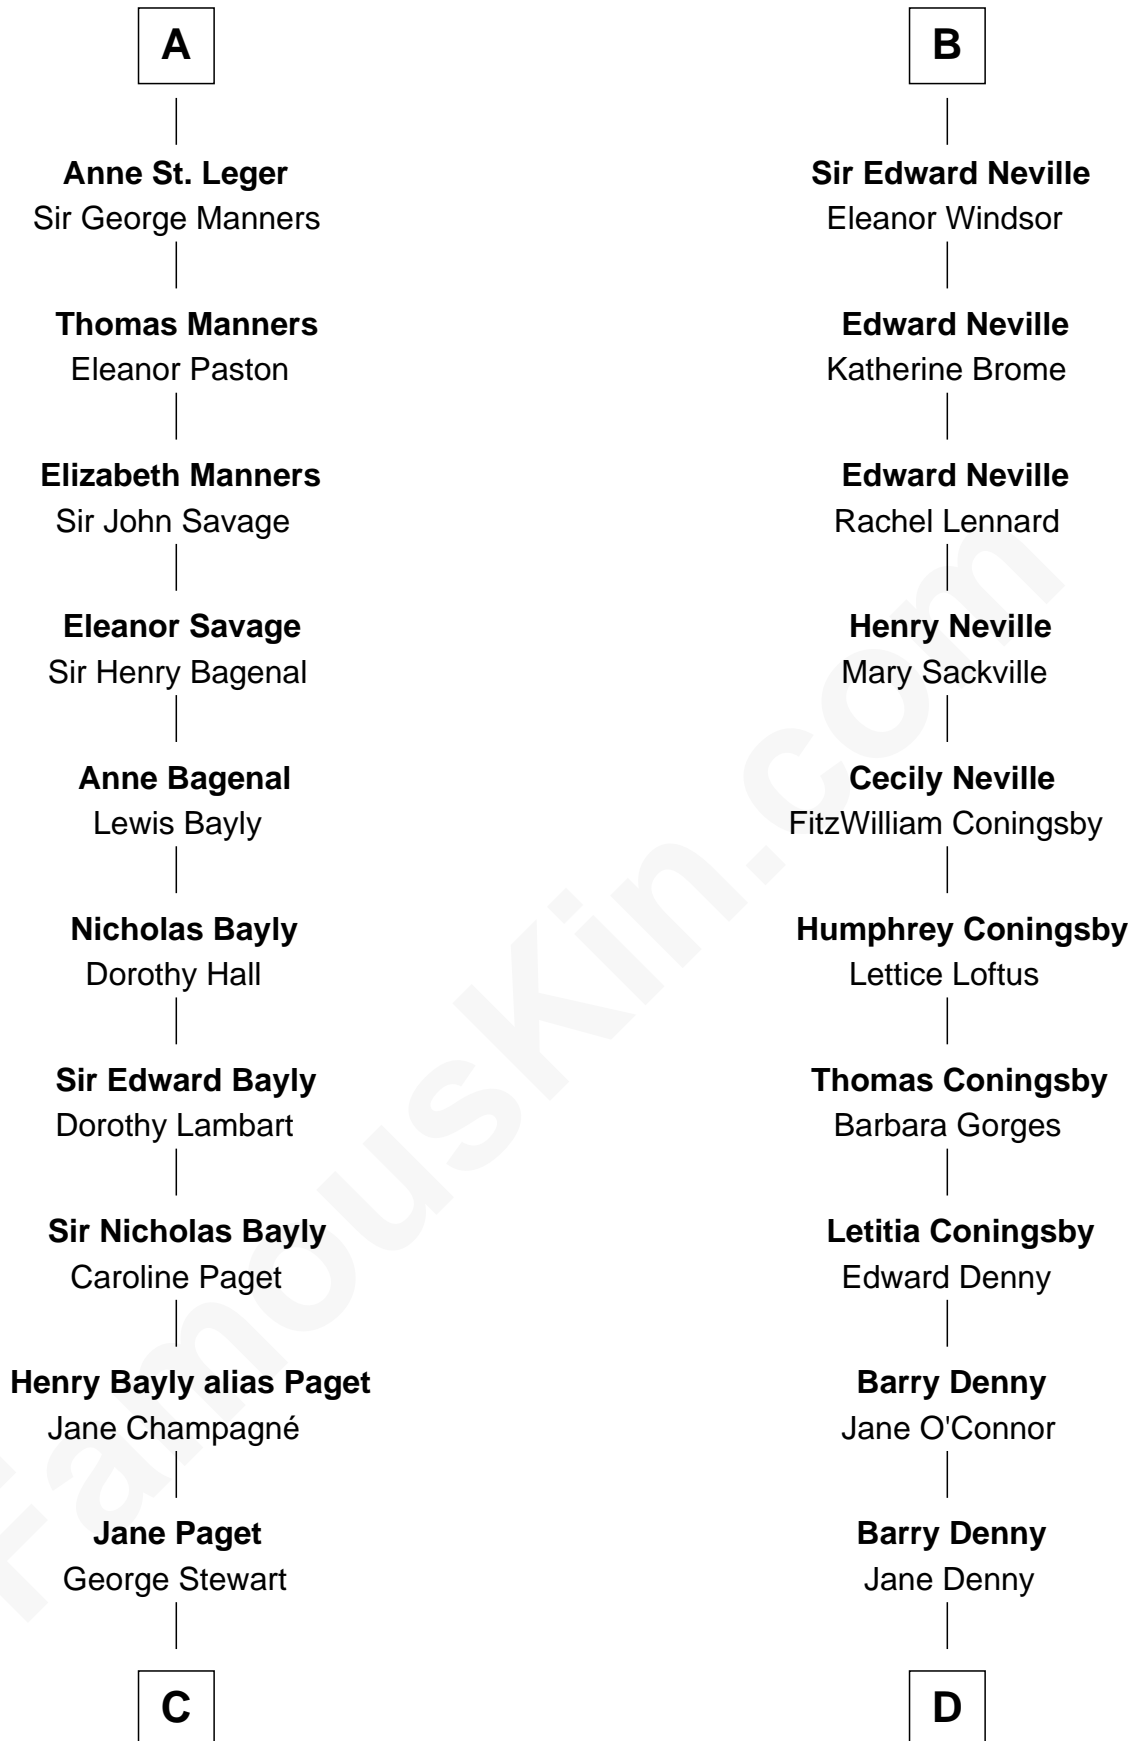 A
Anne St. Leger
Sir George Manners
Thomas Manners
Eleanor Paston
Elizabeth Manners
Sir John Savage
Eleanor Savage
Sir Henry Bagenal
Anne Bagenal
Lewis Bayly
Nicholas Bayly
Dorothy Hall
Sir Edward Bayly
Dorothy Lambart
Sir Nicholas Bayly
Caroline Paget
Henry Bayly alias Paget
Jane Champagné
Jane Paget
George Stewart
C
B
Sir Edward Neville
Eleanor Windsor
Edward Neville
Katherine Brome
Edward Neville
Rachel Lennard
Henry Neville
Mary Sackville
Cecily Neville
FitzWilliam Coningsby
Humphrey Coningsby
Lettice Loftus
Thomas Coningsby
Barbara Gorges
Letitia Coningsby
Edward Denny
Barry Denny
Jane O'Connor
Barry Denny
Jane Denny
D
FamousKin.com